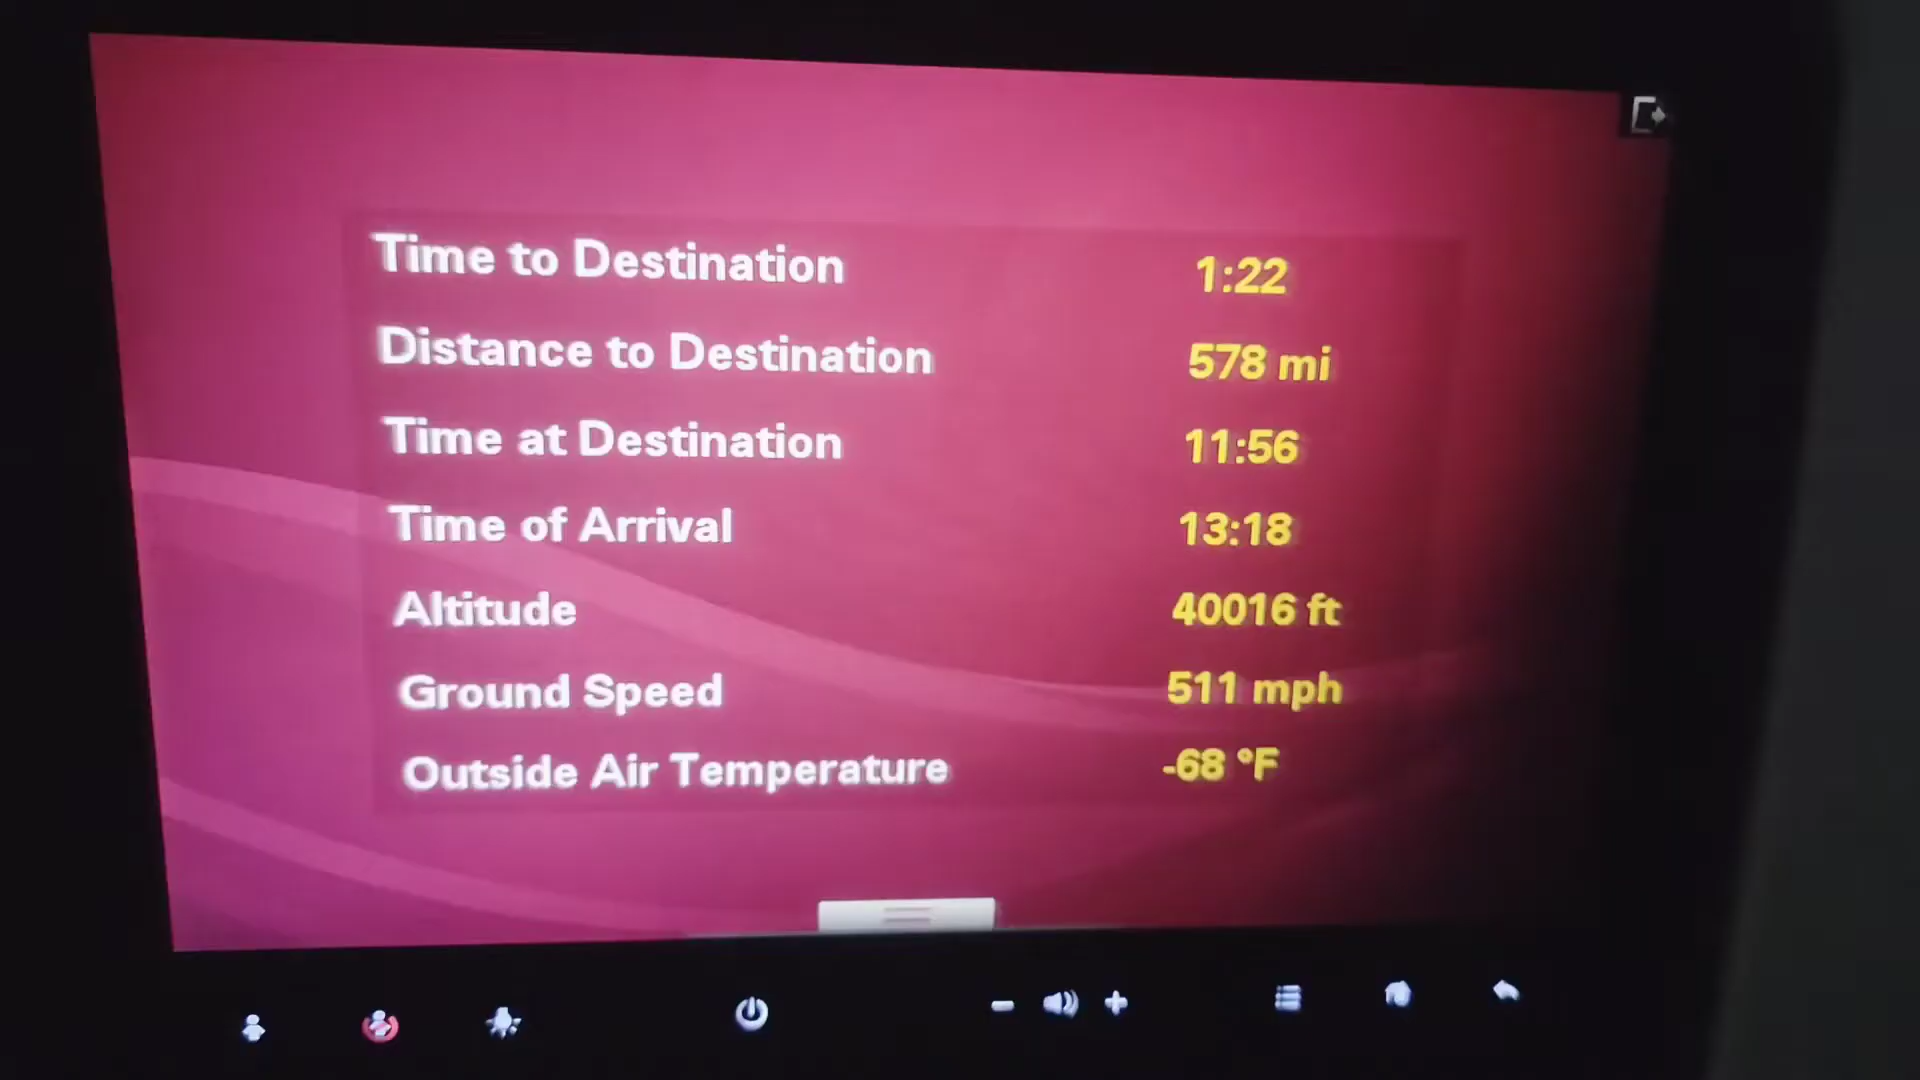 Time to Destination 1:22
Distance to Destination 578 mi
Time at Destination 11:56
Time of Arrival 13:18
Altitude 40016 ft
Ground Speed 511 mph
Outside Air Temperature -68 °F